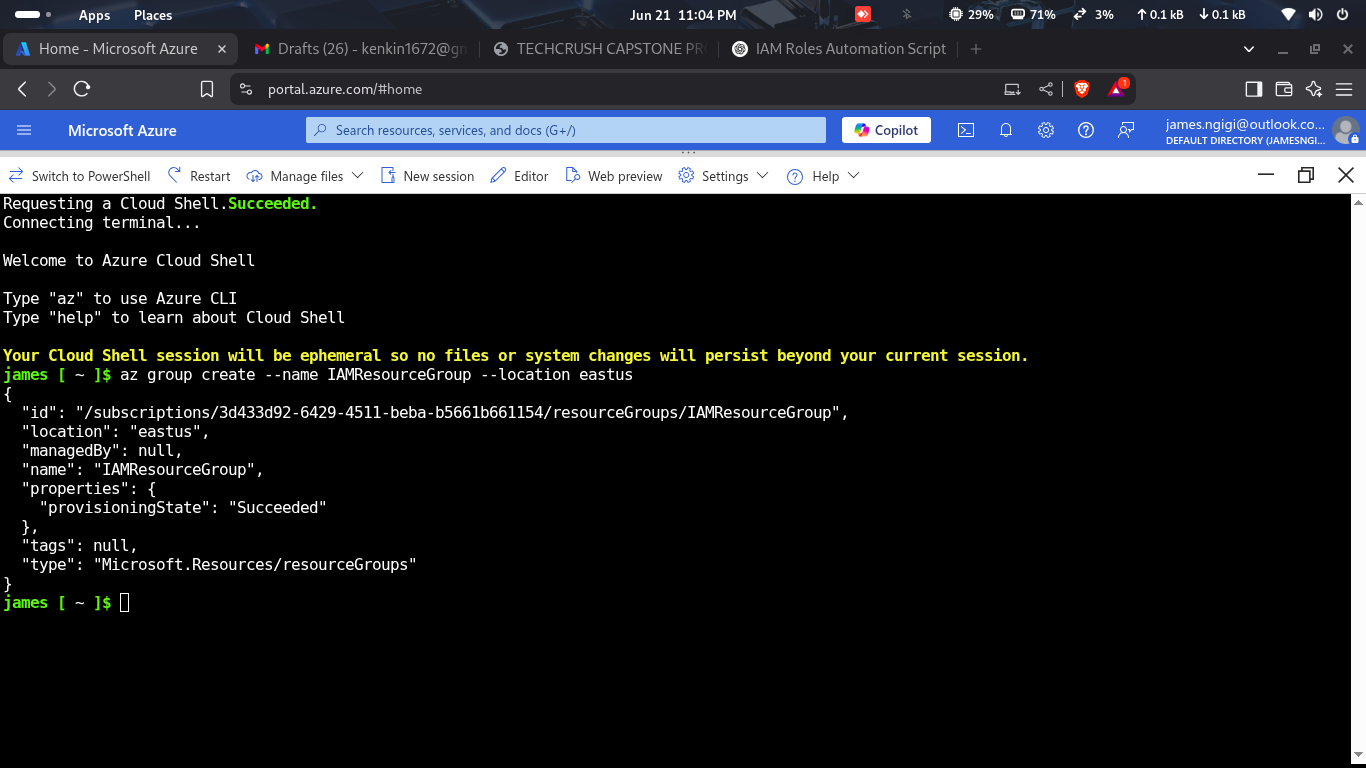 Apps Places Jun 21 11:04 PM 29% 71% 3% 0.1 kB 0.1 kB
Home - Microsoft Azure Drafts (26) - kenkin1672@gm TECHCRUSH CAPSTONE PR IAM Roles Automation Script
portal.azure.com/#home 1
Microsoft Azure Search resources, services, and docs (G+/) Copilot james.ngigi@outlook.co...
DEFAULT DIRECTORY (JAMESNGI...
Switch to PowerShell Restart Manage files New session Editor Web preview Settings Help
Requesting a Cloud Shell.Succeeded.
Connecting terminal...
Welcome to Azure Cloud Shell
Type "az" to use Azure CLI
Type "help" to learn about Cloud Shell
Your Cloud Shell session will be ephemeral so no files or system changes will persist beyond your current session.
james [ ~ ]$ az group create --name IAMResourceGroup --location eastus
{
"id": "/subscriptions/3d433d92-6429-4511-beba-b5661b661154/resourceGroups/IAMResourceGroup",
"location": "eastus",
"managedBy": null,
"name": "IAMResourceGroup",
"properties": {
"provisioningState": "Succeeded"
},
"tags": null,
"type": "Microsoft.Resources/resourceGroups"
}
james [ ~ ]$